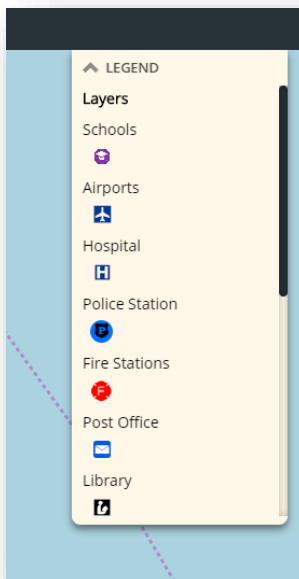 LEGEND
Layers
Schools
Airports
Hospital
H
Police Station
P
Fire Stations
F
Post Office
Library